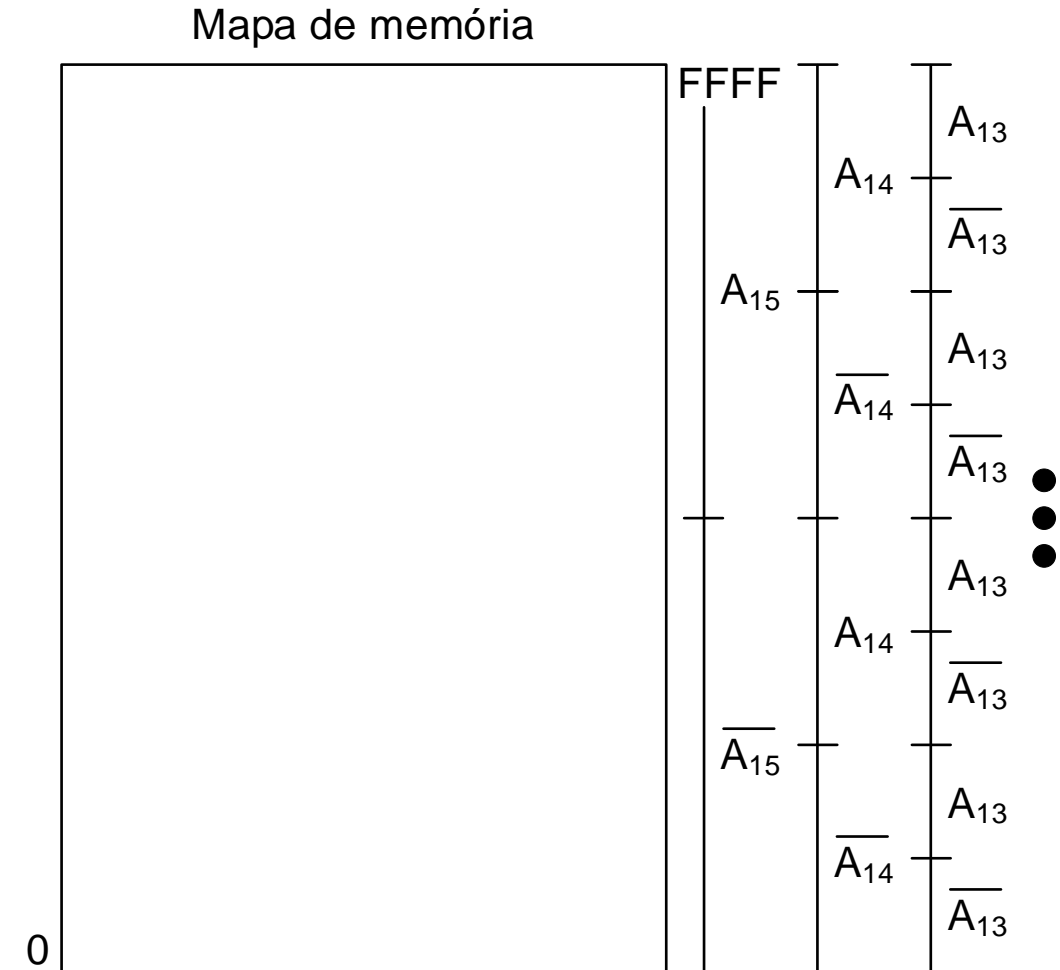 Mapa de memória
FFFF
A₁₃
A₁₄
A̅₁₃
A₁₅
A₁₃
A̅₁₄
A̅₁₃
A₁₃
A₁₄
A̅₁₃
A̅₁₅
A₁₃
A̅₁₄
A̅₁₃
0